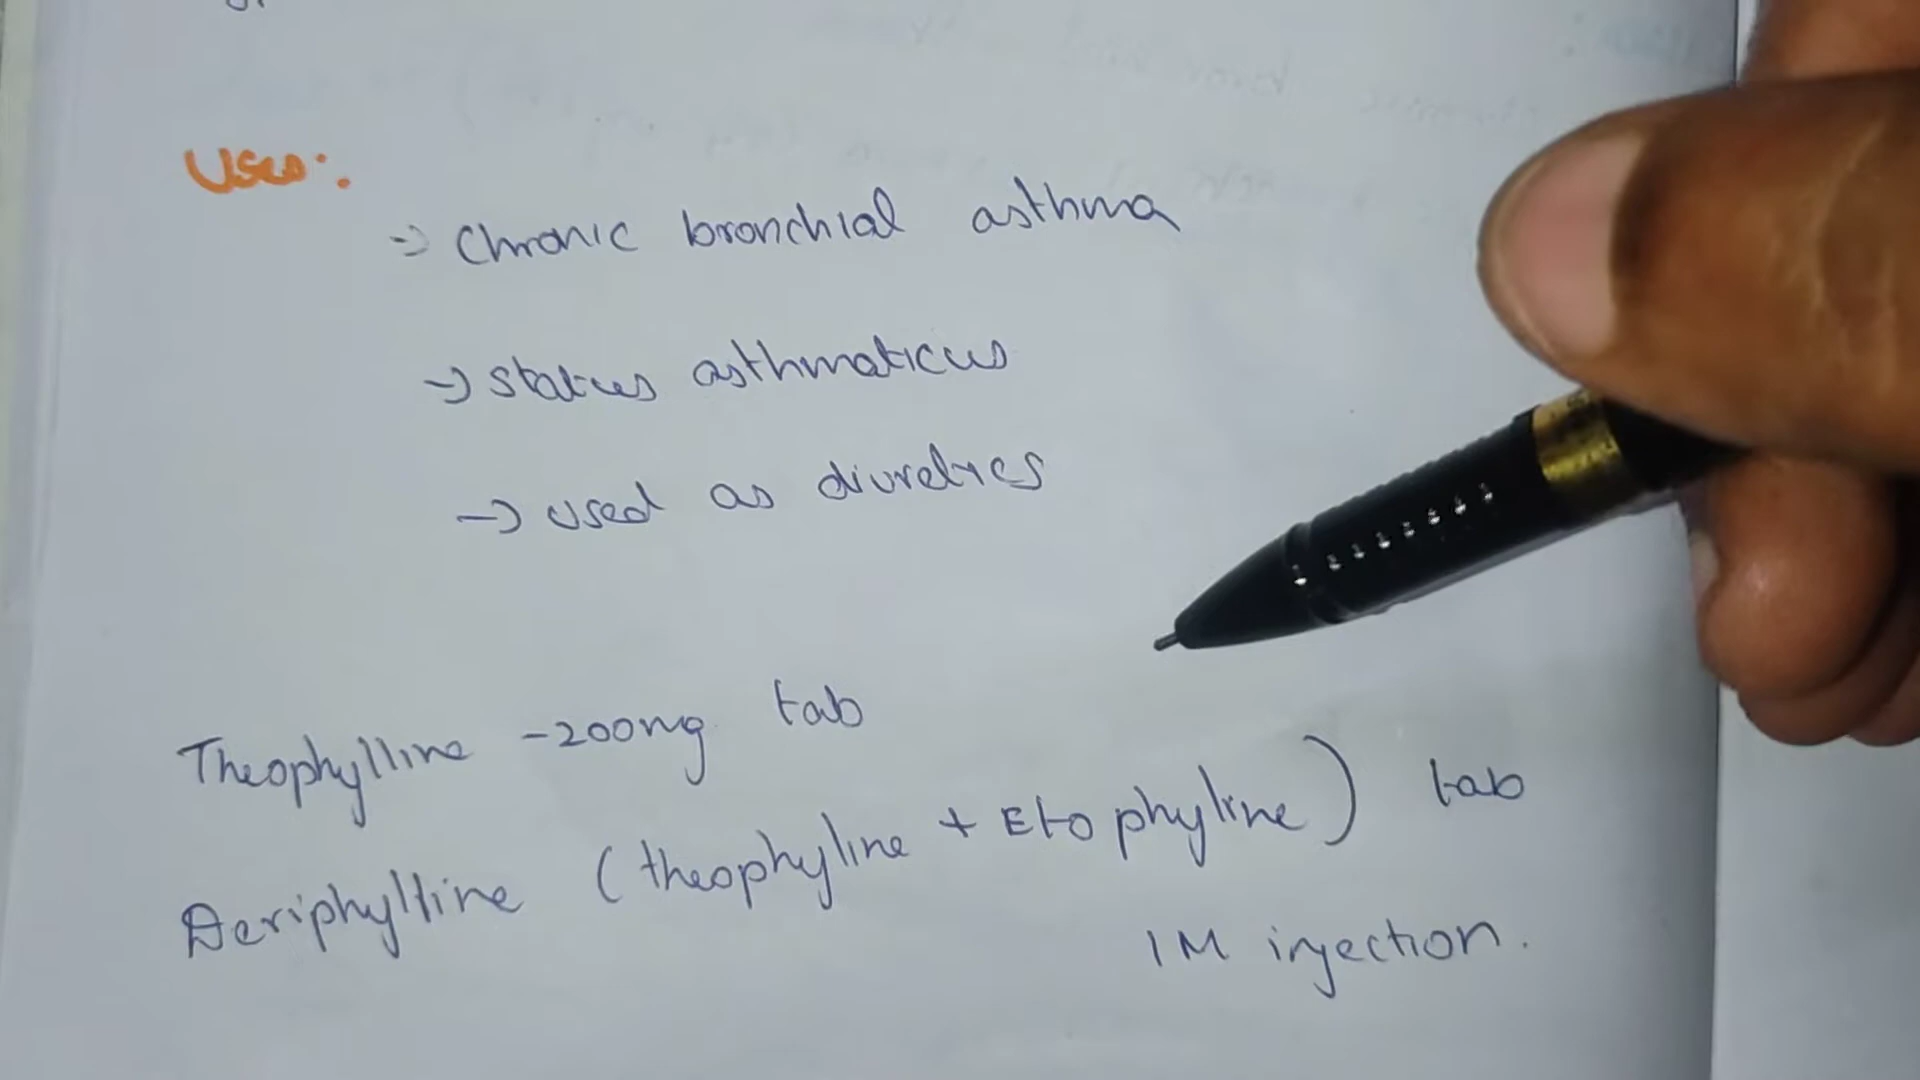 Uses:
→ Chronic bronchial asthma
→ status asthmaticus
→ used as diuretics
Theophylline - 200mg tab
Deriphylline (theophyline + Etophyline) tab
IM injection.